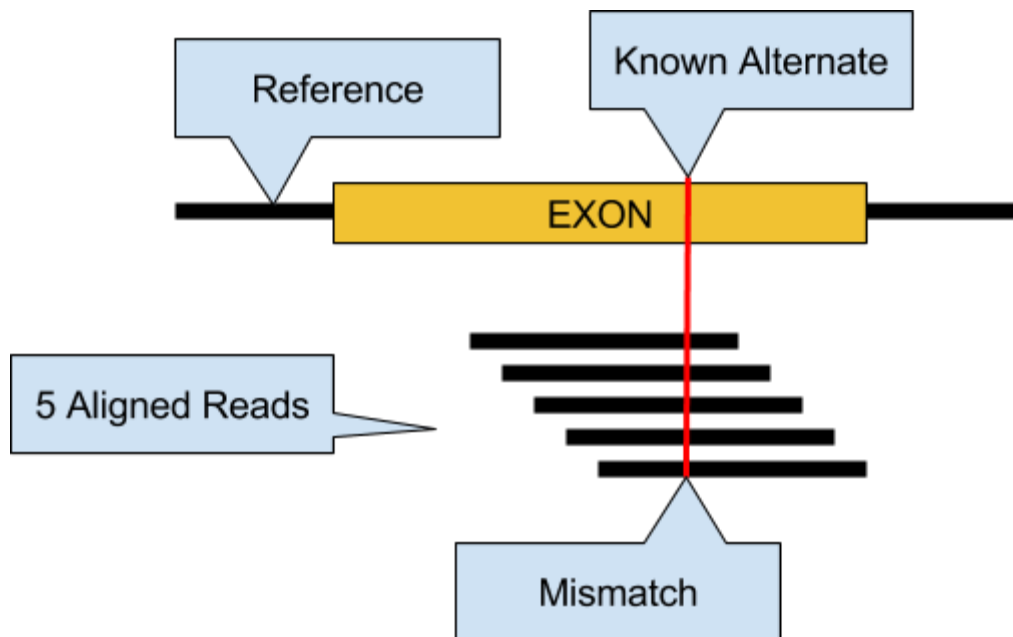 Known Alternate
Reference
EXON
5 Aligned Reads
Mismatch